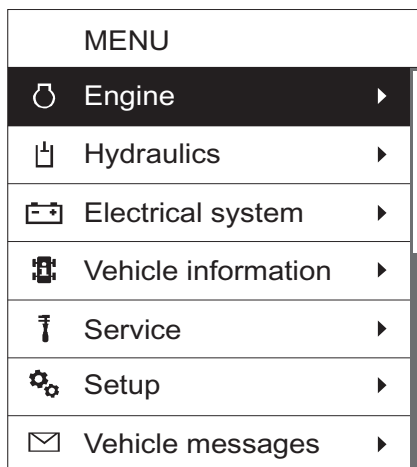 MENU
Engine
Hydraulics
Electrical system
Vehicle information
Service
Setup
Vehicle messages